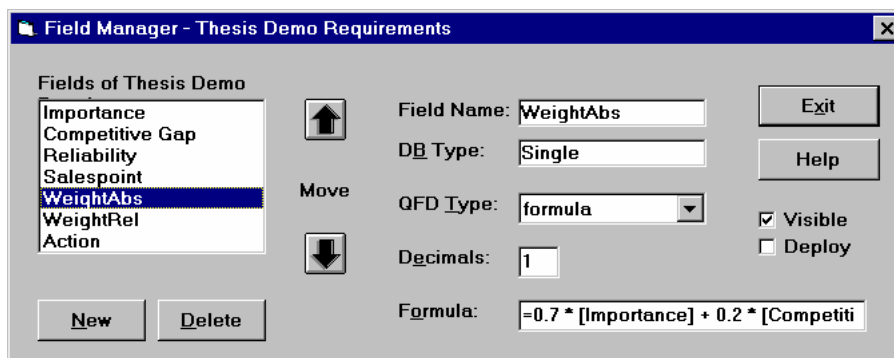 Field Manager - Thesis Demo Requirements
Fields of Thesis Demo
Importance
Competitive Gap
Reliability
Salespoint
WeightAbs
WeightRel
Action
Move
New
Delete
Field Name: WeightAbs
DB Type: Single
QFD Type: formula
Decimals: 1
Formula: =0.7 * [Importance] + 0.2 * [Competiti
Exit
Help
Visible
Deploy